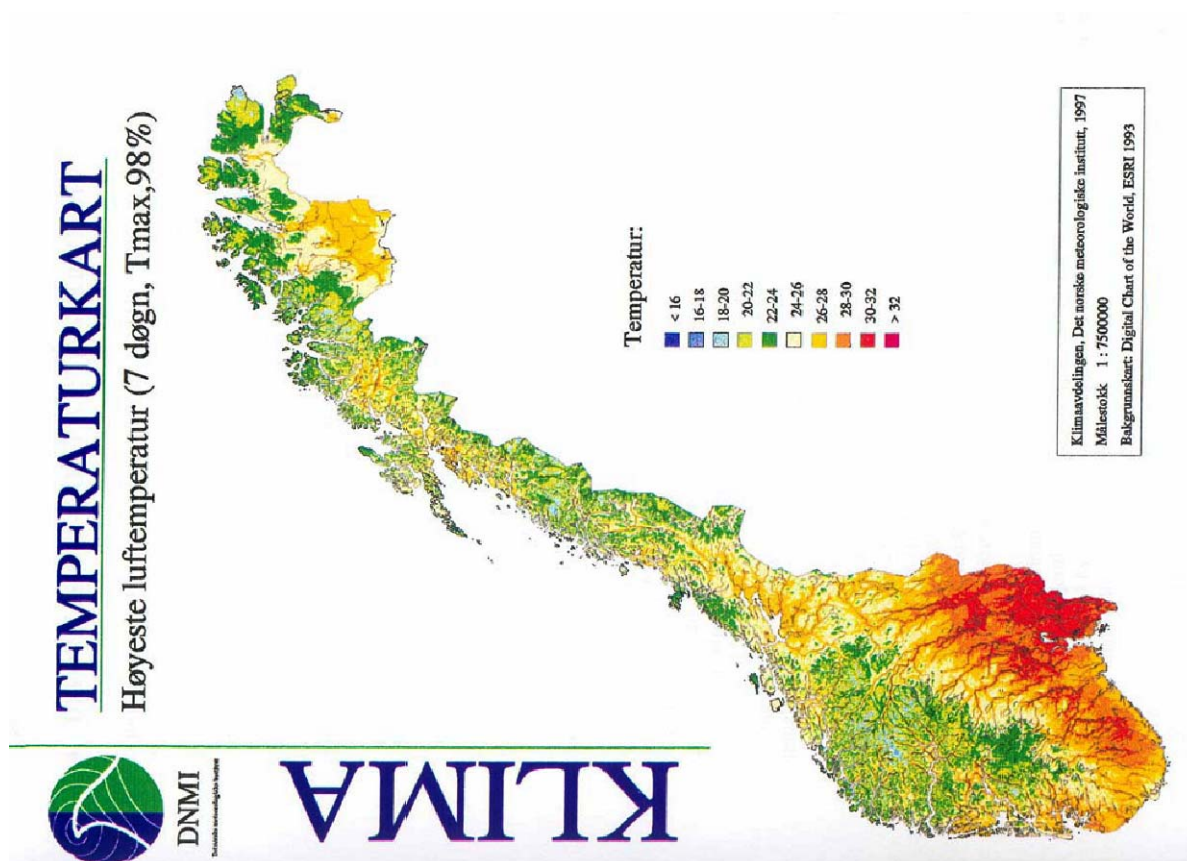 TEMPERATURKART
Høyeste luftemperatur (7 døgn, Tmax,98%)
DNMI
KLIMA
Temperatur:
< 16
16-18
18-20
20-22
22-24
24-26
26-28
28-30
30-32
> 32
Klimaavdelingen, Det norske meteorologiske institutt, 1997
Målestokk 1 : 7500000
Bakgrunnskart: Digital Chart of the World, ESRI 1993